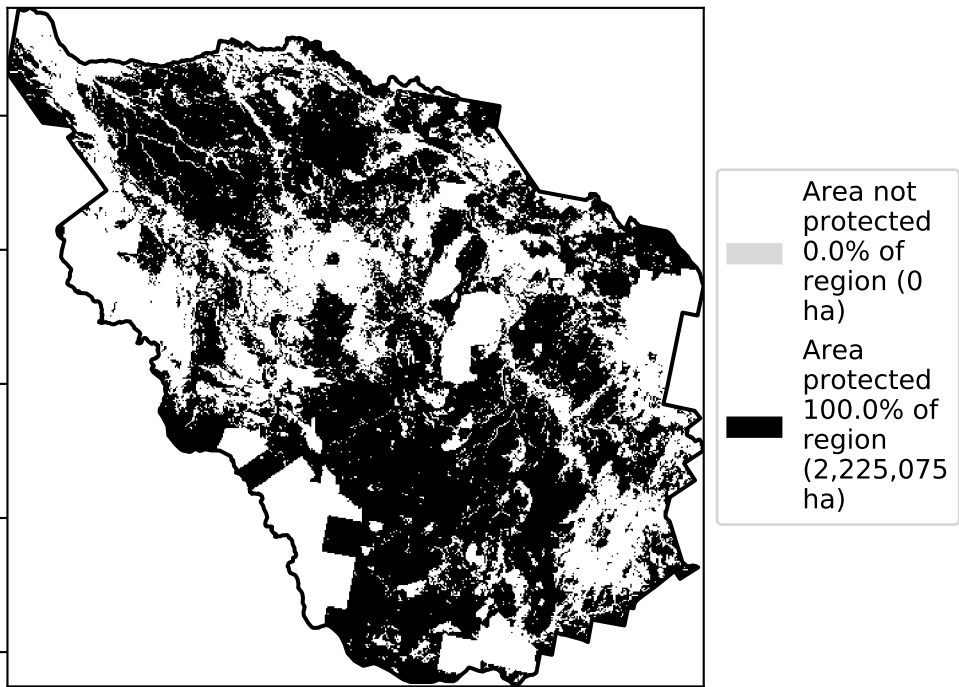 Area not
protected
0.0% of
region (0
ha)
Area
protected
100.0% of
region
(2,225,075
ha)